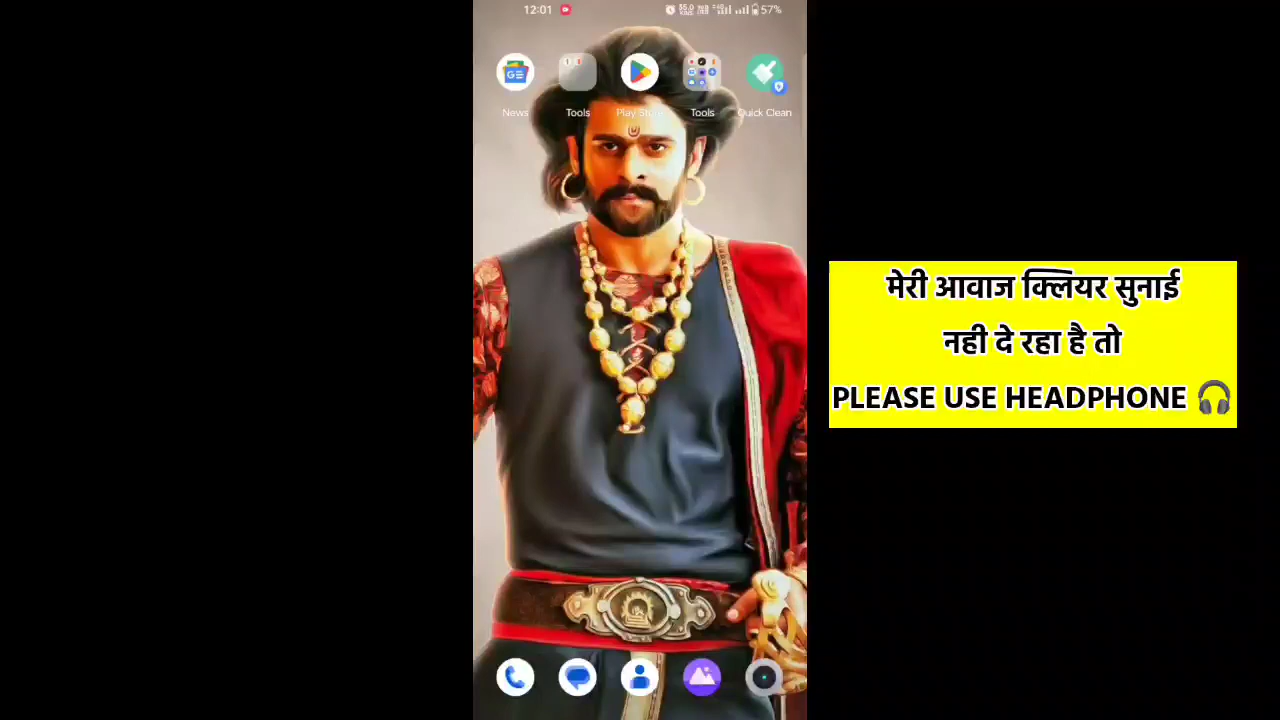 12:01
57%
News
Tools
Play Store
Tools
Quick Clean
मेरी आवाज क्लियर सुनाई
नही दे रहा है तो
PLEASE USE HEADPHONE 🎧